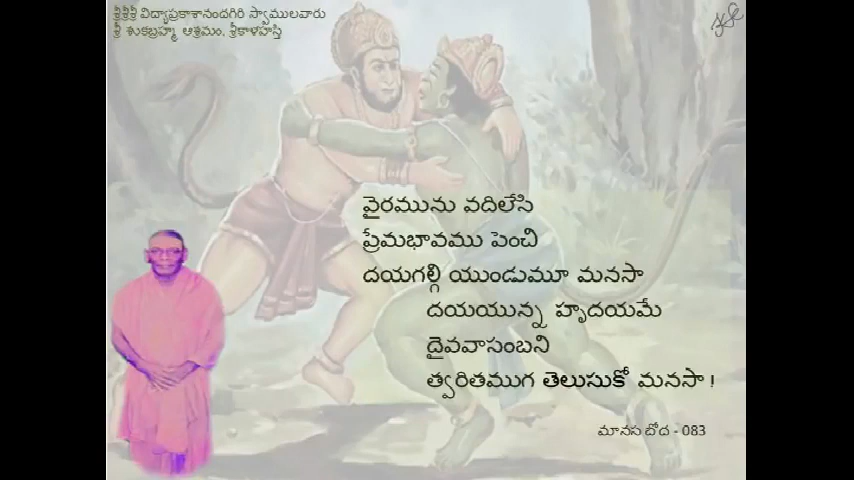 శ్రీశ్రీశ్రీ విద్యాప్రకాశానందగిరి స్వాములవారు
శ్రీ శుకబ్రహ్మ ఆశ్రమం, శ్రీకాళహస్తి
వైరమును వదిలేసి
ప్రేమభావము పెంచి
దయగల్గి యుండుమూ మనసా
దయయున్న హృదయమే
దైవవాసంబని
త్వరితముగ తెలుసుకో మనసా !
మానస బోధ - 083